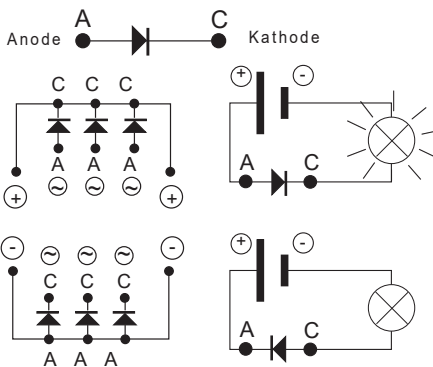 A C
Anode Kathode
C C C
A A A
~ ~ ~
+ +
+ -
A C
- ~ ~ ~ -
C C C
A A A
+ -
A C